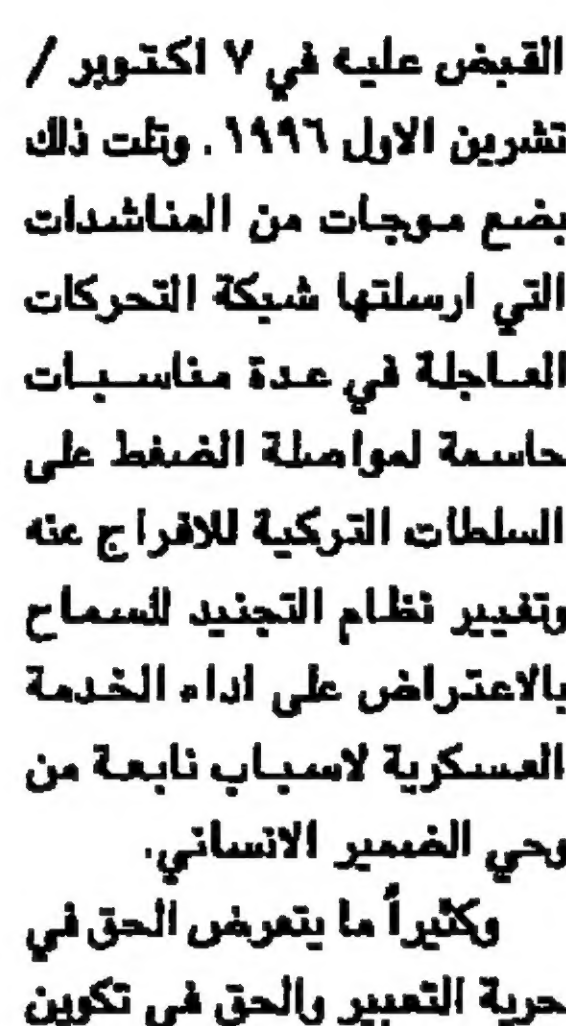 القبض عليه في ٧ اكتوبر /
تشرين الاول ١٩٩٦ . وتلت ذلك
بضع موجات من المناشدات
التي ارسلتها شبكة التحركات
العاجلة في عدة مناسبات
حاسمة لمواصلة الضغط على
السلطات التركية للافراج عنه
وتغيير نظام التجنيد للسماح
بالاعتراض على اداء الخدمة
العسكرية لاسباب نابعة من
وحي الضمير الانساني.
وكثيراً ما يتعرض الحق في
حرية التعبير والحق في تكوين